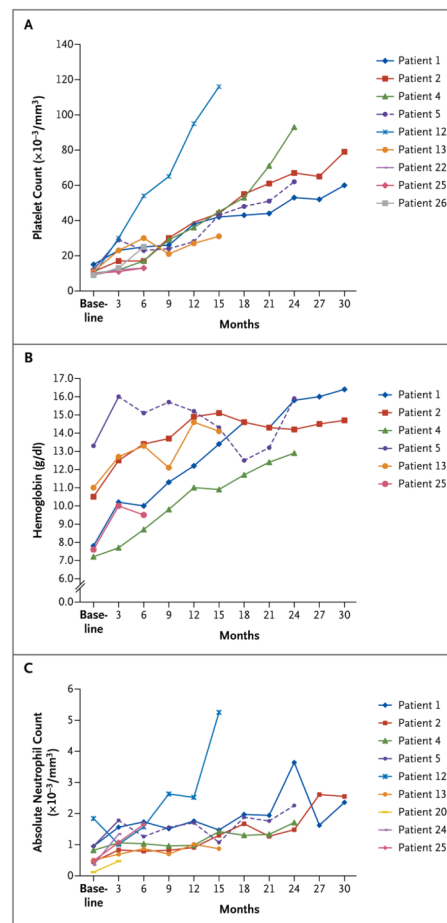 A
Platelet Count (×10⁻³/mm³)
140
120
100
80
60
40
20
0
Base-
line
3 6 9 12 15 18 21 24 27 30
Months
Patient 1
Patient 2
Patient 4
Patient 5
Patient 12
Patient 13
Patient 22
Patient 25
Patient 26
B
Hemoglobin (g/dl)
17.0
16.0
15.0
14.0
13.0
12.0
11.0
10.0
9.0
8.0
7.0
6.0
0.0
Base-
line
3 6 9 12 15 18 21 24 27 30
Months
Patient 1
Patient 2
Patient 4
Patient 5
Patient 13
Patient 25
C
Absolute Neutrophil Count
(×10⁻³/mm³)
6
5
4
3
2
1
0
Base-
line
3 6 9 12 15 18 21 24 27 30
Months
Patient 1
Patient 2
Patient 4
Patient 5
Patient 12
Patient 13
Patient 20
Patient 24
Patient 25